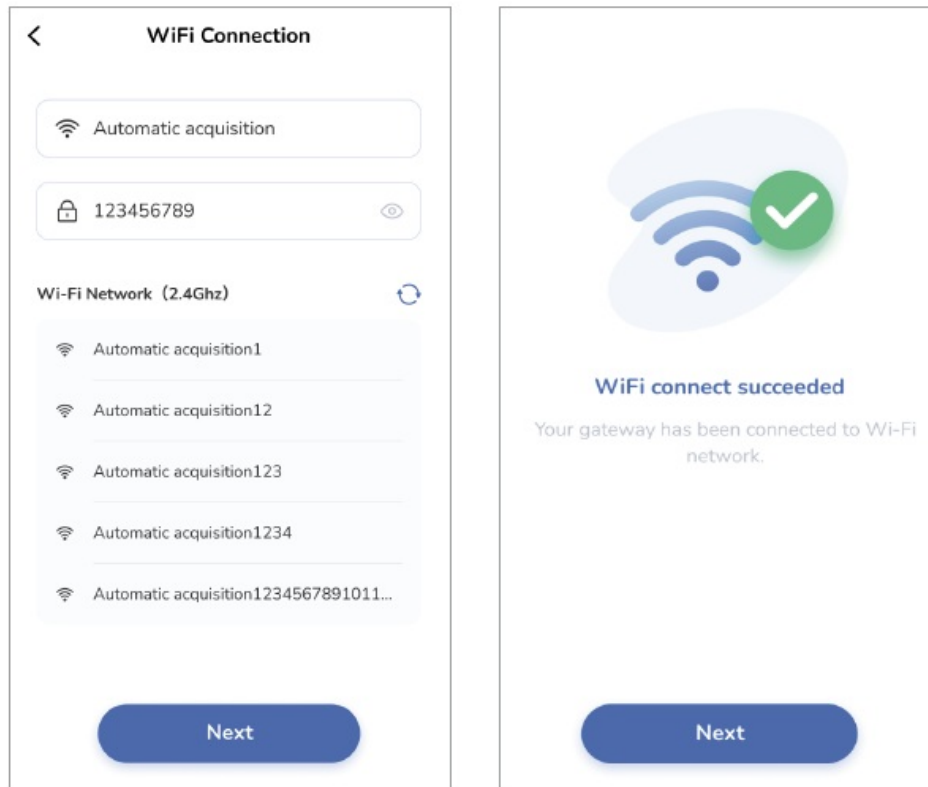 WiFi Connection
Automatic acquisition
123456789
Wi-Fi Network（2.4Ghz）
Automatic acquisition1
Automatic acquisition12
Automatic acquisition123
Automatic acquisition1234
Automatic acquisition1234567891011...
Next
WiFi connect succeeded
Your gateway has been connected to Wi-Fi
network.
Next